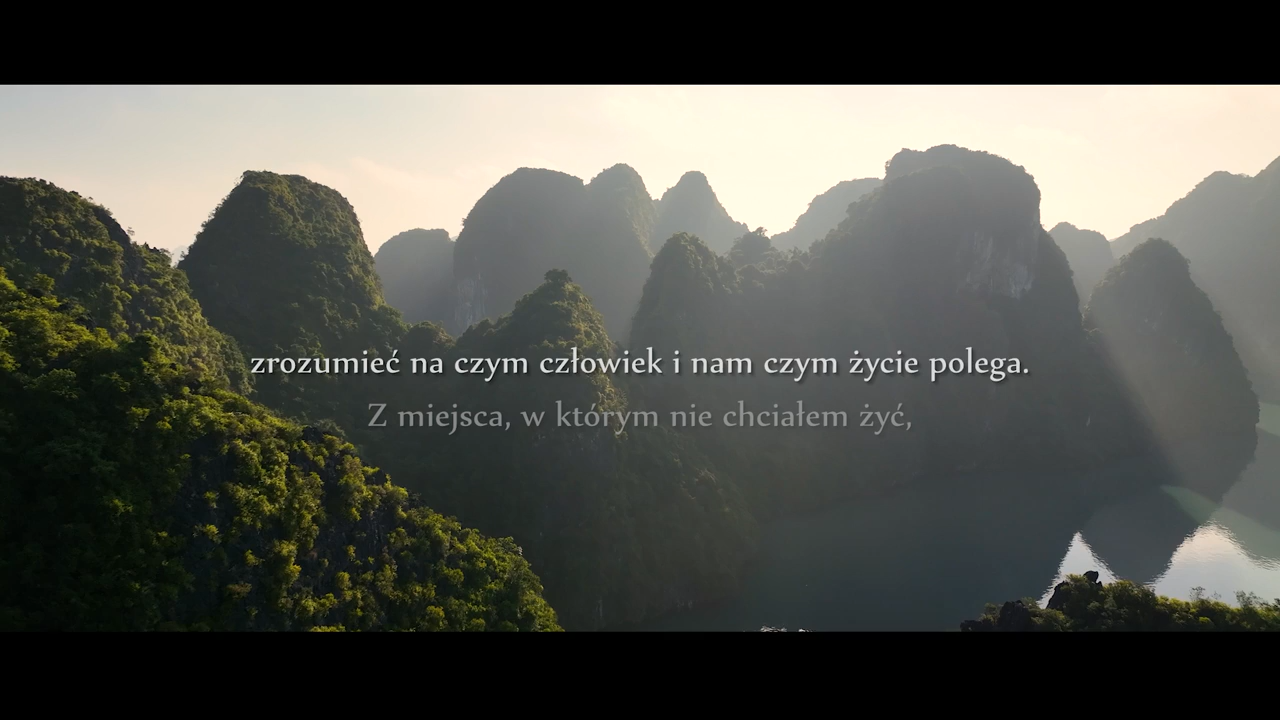 zrozumieć na czym człowiek i nam czym życie polega.
Z miejsca, w którym nie chciałem żyć,